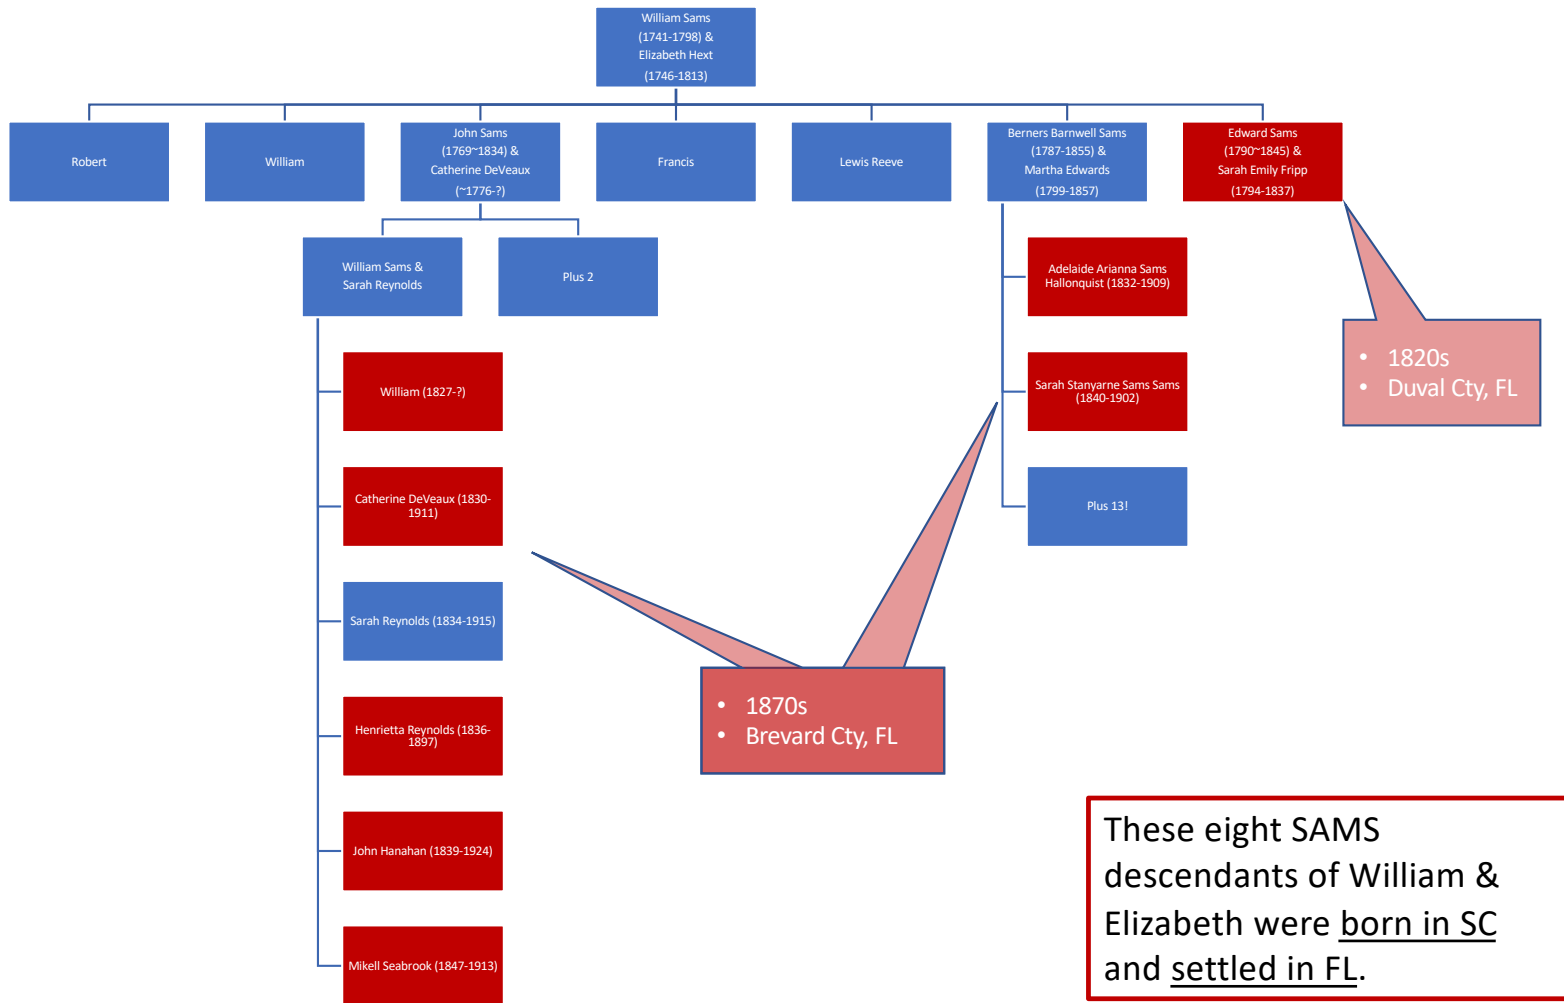 William Sams
(1741-1798) &
Elizabeth Hext
(1746-1813)
Robert
William
John Sams
(1769~1834) &
Catherine DeVeaux
(~1776-?)
Francis
Lewis Reeve
Berners Barnwell Sams
(1787-1855) &
Martha Edwards
(1799-1857)
Edward Sams
(1790~1845) &
Sarah Emily Fripp
(1794-1837)
William Sams &
Sarah Reynolds
Plus 2
William (1827-?)
Catherine DeVeaux (1830-
1911)
Sarah Reynolds (1834-1915)
Henrietta Reynolds (1836-
1897)
John Hanahan (1839-1924)
Mikell Seabrook (1847-1913)
Adelaide Arianna Sams
Hallonquist (1832-1909)
Sarah Stanyarne Sams Sams
(1840-1902)
Plus 13!
• 1820s
• Duval Cty, FL
• 1870s
• Brevard Cty, FL
These eight SAMS
descendants of William &
Elizabeth were born in SC
and settled in FL.